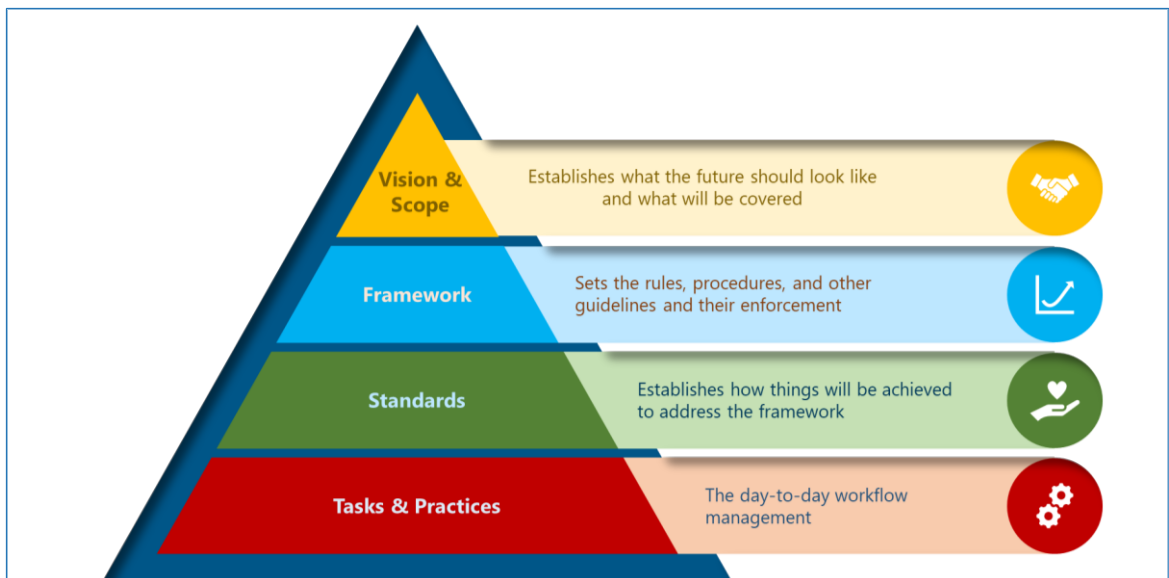 Vision &
Scope
Establishes what the future should look like
and what will be covered
Framework
Sets the rules, procedures, and other
guidelines and their enforcement
Standards
Establishes how things will be achieved
to address the framework
Tasks & Practices
The day-to-day workflow
management